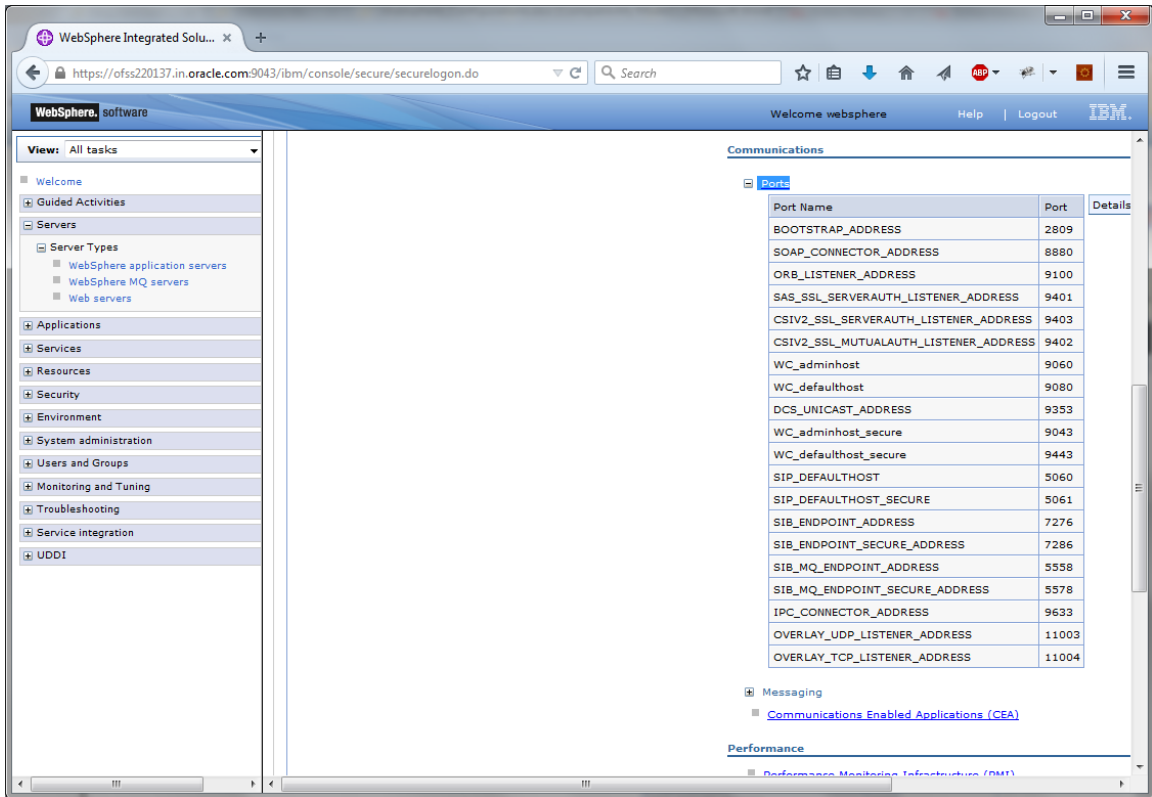 WebSphere Integrated Solu... × +
https://ofss220137.in.oracle.com:9043/ibm/console/secure/securelogon.do Search ABP
WebSphere. software Welcome websphere Help | Logout IBM.
View: All tasks
Welcome
Guided Activities
Servers
Server Types
WebSphere application servers
WebSphere MQ servers
Web servers
Applications
Services
Resources
Security
Environment
System administration
Users and Groups
Monitoring and Tuning
Troubleshooting
Service integration
UDDI
Communications
Ports
Port Name Port Details
BOOTSTRAP_ADDRESS 2809
SOAP_CONNECTOR_ADDRESS 8880
ORB_LISTENER_ADDRESS 9100
SAS_SSL_SERVERAUTH_LISTENER_ADDRESS 9401
CSIV2_SSL_SERVERAUTH_LISTENER_ADDRESS 9403
CSIV2_SSL_MUTUALAUTH_LISTENER_ADDRESS 9402
WC_adminhost 9060
WC_defaulthost 9080
DCS_UNICAST_ADDRESS 9353
WC_adminhost_secure 9043
WC_defaulthost_secure 9443
SIP_DEFAULTHOST 5060
SIP_DEFAULTHOST_SECURE 5061
SIB_ENDPOINT_ADDRESS 7276
SIB_ENDPOINT_SECURE_ADDRESS 7286
SIB_MQ_ENDPOINT_ADDRESS 5558
SIB_MQ_ENDPOINT_SECURE_ADDRESS 5578
IPC_CONNECTOR_ADDRESS 9633
OVERLAY_UDP_LISTENER_ADDRESS 11003
OVERLAY_TCP_LISTENER_ADDRESS 11004
Messaging
Communications Enabled Applications (CEA)
Performance
Performance Monitoring Infrastructure (PMI)